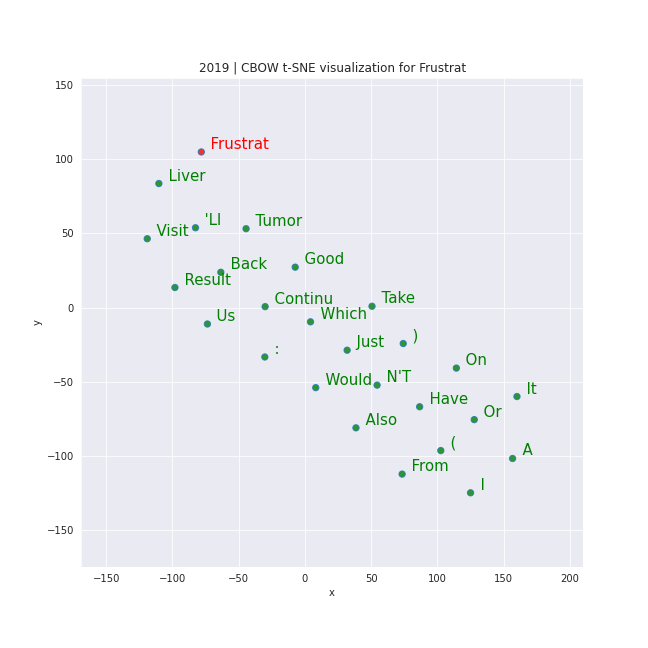 2019 | CBOW t-SNE visualization for Frustrat
150
100
50
0
−50
−100
−150
y
Frustrat
Liver
'Ll
Tumor
Visit
Back
Good
Result
Continu
Take
Us
Which
:
Just
)
On
Would
N'T
It
Have
Also
Or
(
From
A
I
−150
−100
−50
0
50
100
150
200
x